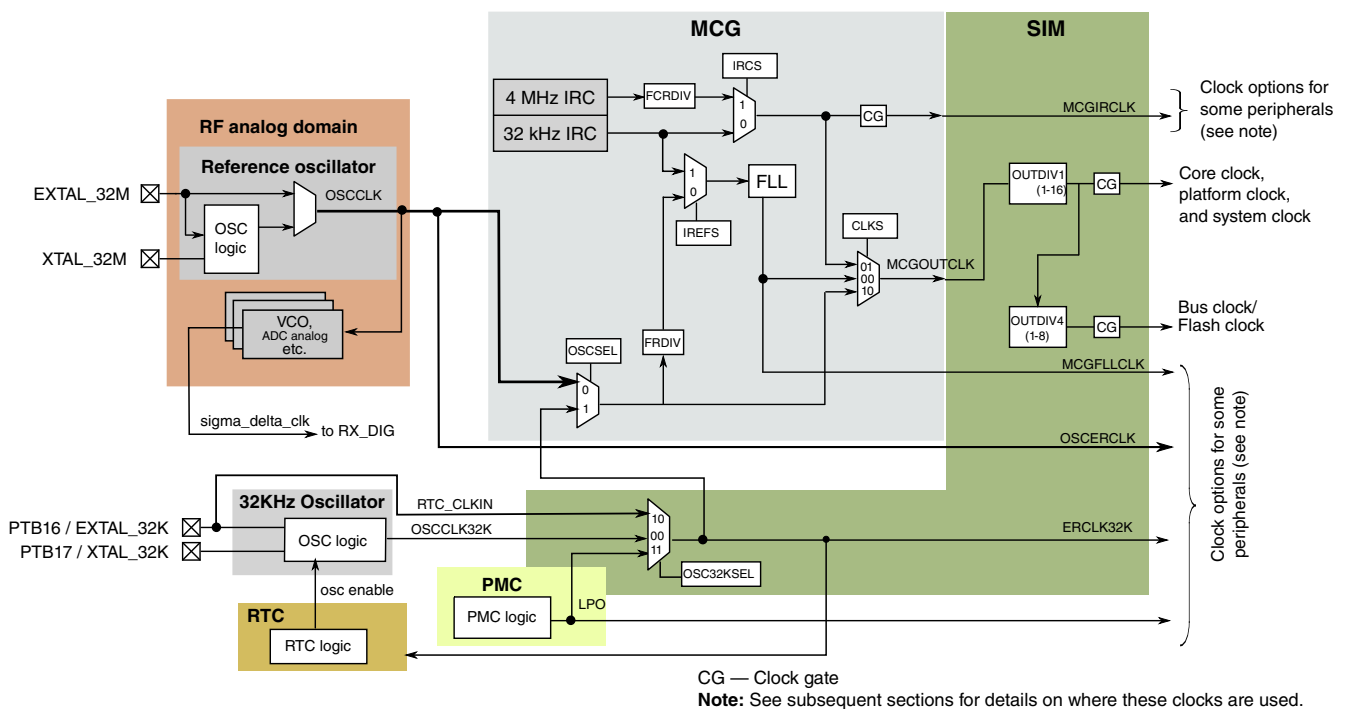 MCG
SIM
IRCS
4 MHz IRC
FCRDIV
1
0
32 kHz IRC
CG
MCGIRCLK
Clock options for
some peripherals
(see note)
RF analog domain
Reference oscillator
EXTAL_32M
OSCCLK
OSC
logic
XTAL_32M
1
0
FLL
IREFS
OUTDIV1
(1-16)
CG
Core clock,
platform clock,
and system clock
CLKS
01
00
10
MCGOUTCLK
VCO,
ADC analog
etc.
OUTDIV4
(1-8)
CG
Bus clock/
Flash clock
OSCSEL
FRDIV
0
1
MCGFLLCLK
sigma_delta_clk
to RX_DIG
OSCERCLK
Clock options for some
peripherals (see note)
32KHz Oscillator
RTC_CLKIN
PTB16 / EXTAL_32K
OSC logic
OSCCLK32K
PTB17 / XTAL_32K
10
00
11
ERCLK32K
OSC32KSEL
osc enable
PMC
LPO
PMC logic
RTC
RTC logic
CG — Clock gate
Note: See subsequent sections for details on where these clocks are used.